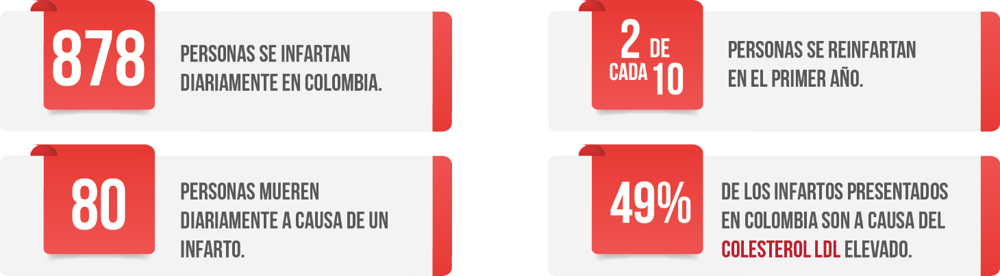 878
PERSONAS SE INFARTAN
DIARIAMENTE EN COLOMBIA.
2 DE
CADA 10
PERSONAS SE REINFARTAN
EN EL PRIMER AÑO.
80
PERSONAS MUEREN
DIARIAMENTE A CAUSA DE UN
INFARTO.
49%
DE LOS INFARTOS PRESENTADOS
EN COLOMBIA SON A CAUSA DEL
COLESTEROL LDL ELEVADO.